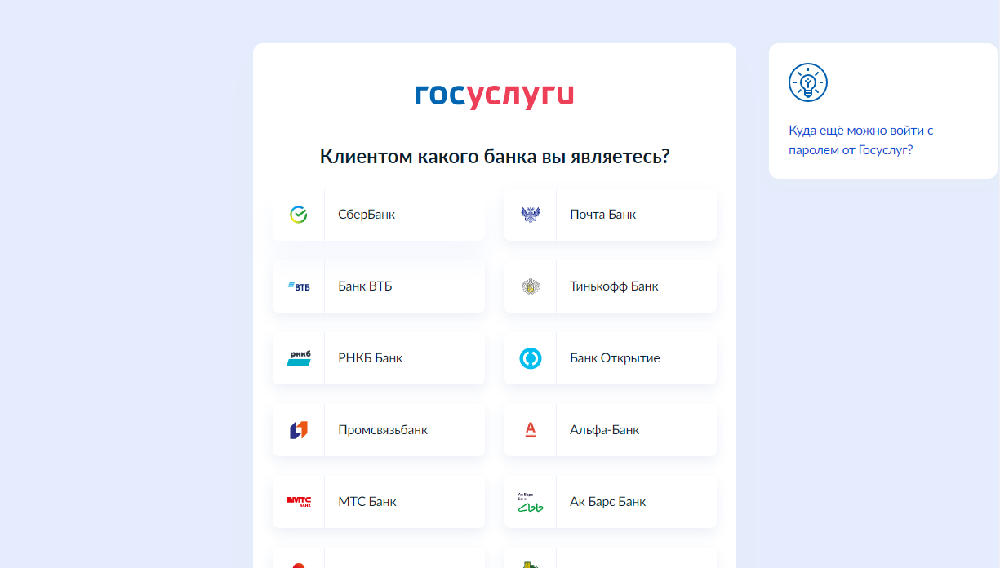 госуслуги
Клиентом какого банка вы являетесь?
СберБанк
Почта Банк
ВТБ
Банк ВТБ
Тинькофф Банк
рнкб
РНКБ Банк
Банк Открытие
Промсвязьбанк
А
Альфа-Банк
МТС
БАНК
МТС Банк
Ак Барс
Банк
Ак Барс Банк
Куда ещё можно войти с
паролем от Госуслуг?